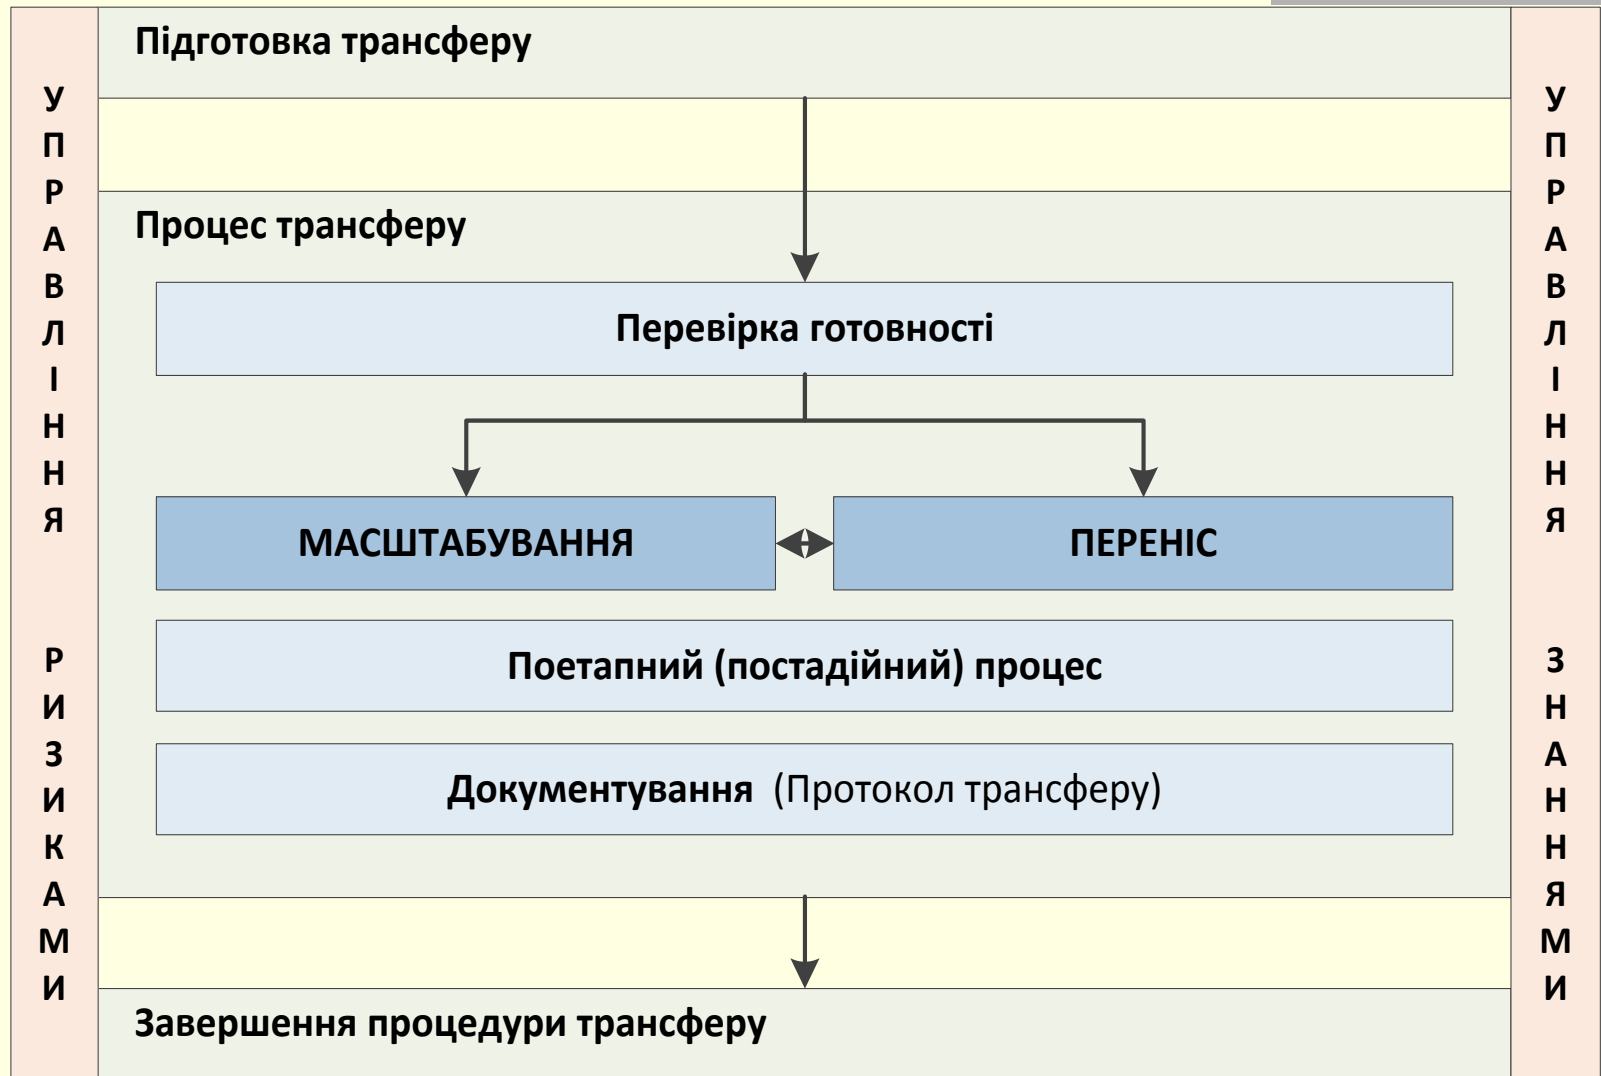 Підготовка трансферу
УПРАВЛІННЯ РИЗИКАМИ
Процес трансферу
Перевірка готовності
МАСШТАБУВАННЯ
ПЕРЕНІС
Поетапний (постадійний) процес
Документування (Протокол трансферу)
Завершення процедури трансферу
УПРАВЛІННЯ ЗНАННЯМИ